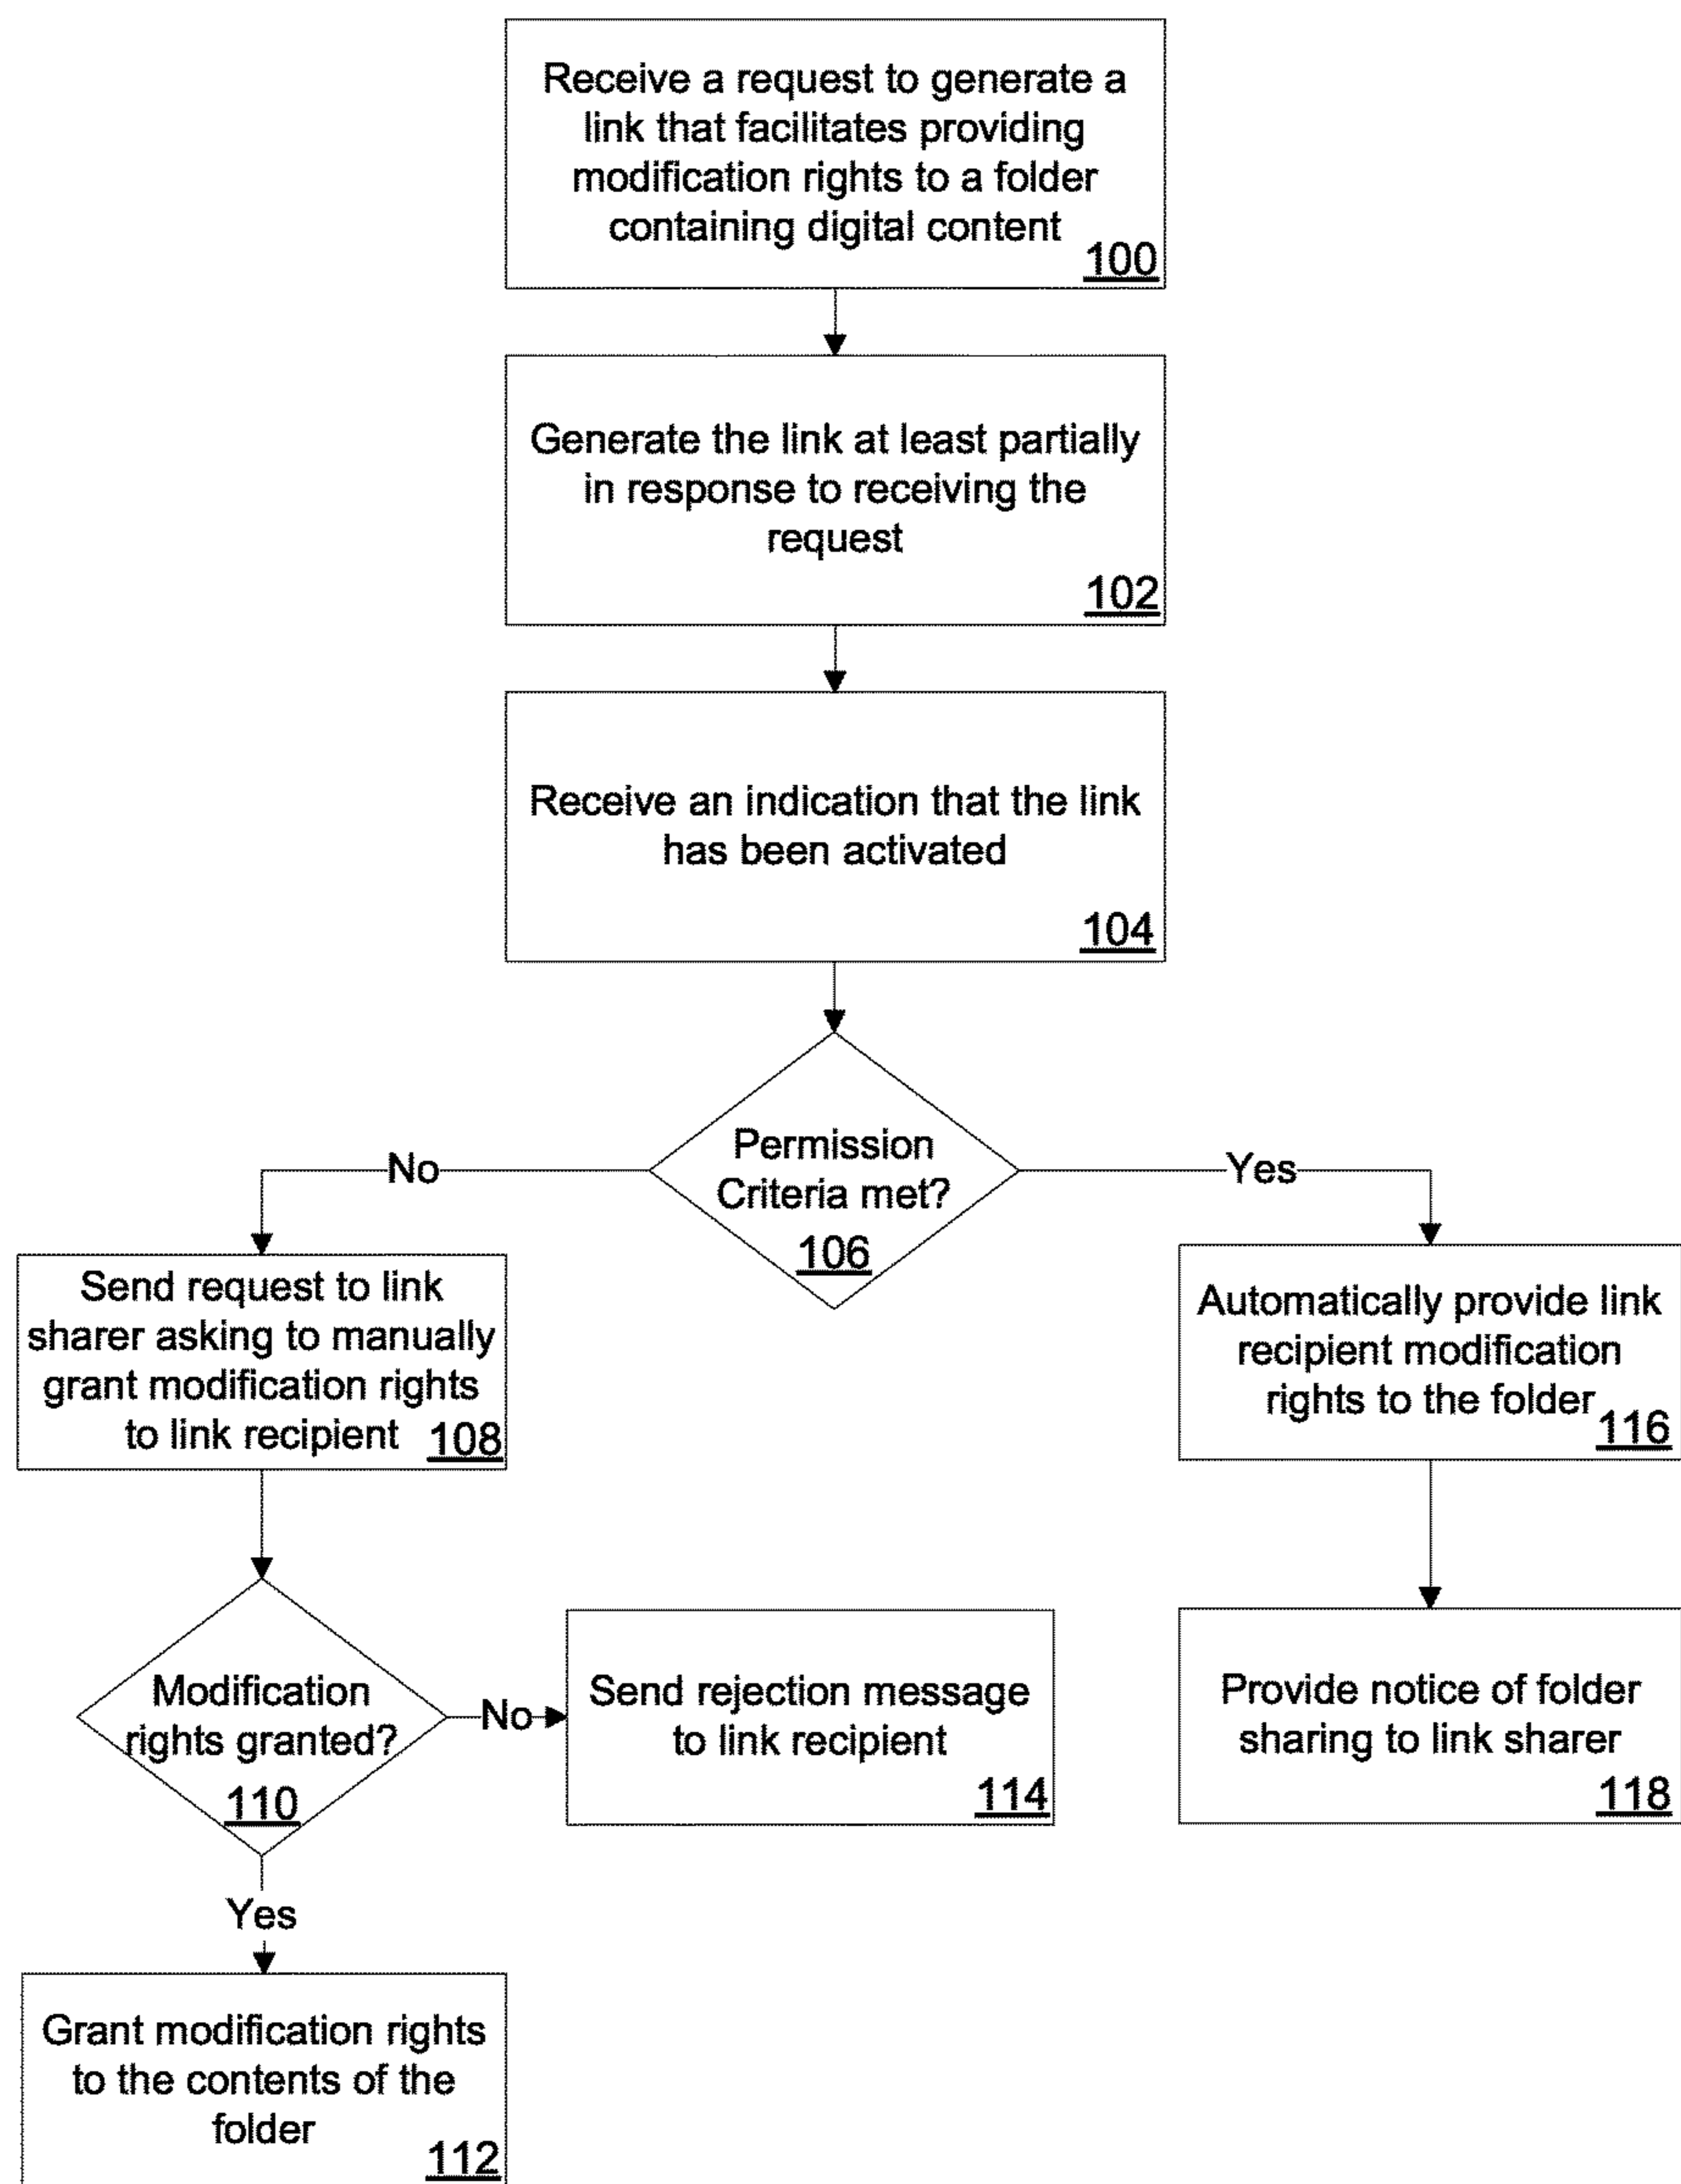 Receive a request to generate a
link that facilitates providing
modification rights to a folder
containing digital content
100
Generate the link at least partially
in response to receiving the
request
102
Receive an indication that the link
has been activated
104
Permission
Criteria met?
106
No
Yes
Send request to link
sharer asking to manually
grant modification rights
to link recipient
108
Automatically provide link
recipient modification
rights to the folder
116
Modification
rights granted?
110
No
Send rejection message
to link recipient
114
Provide notice of folder
sharing to link sharer
118
Yes
Grant modification rights
to the contents of the
folder
112